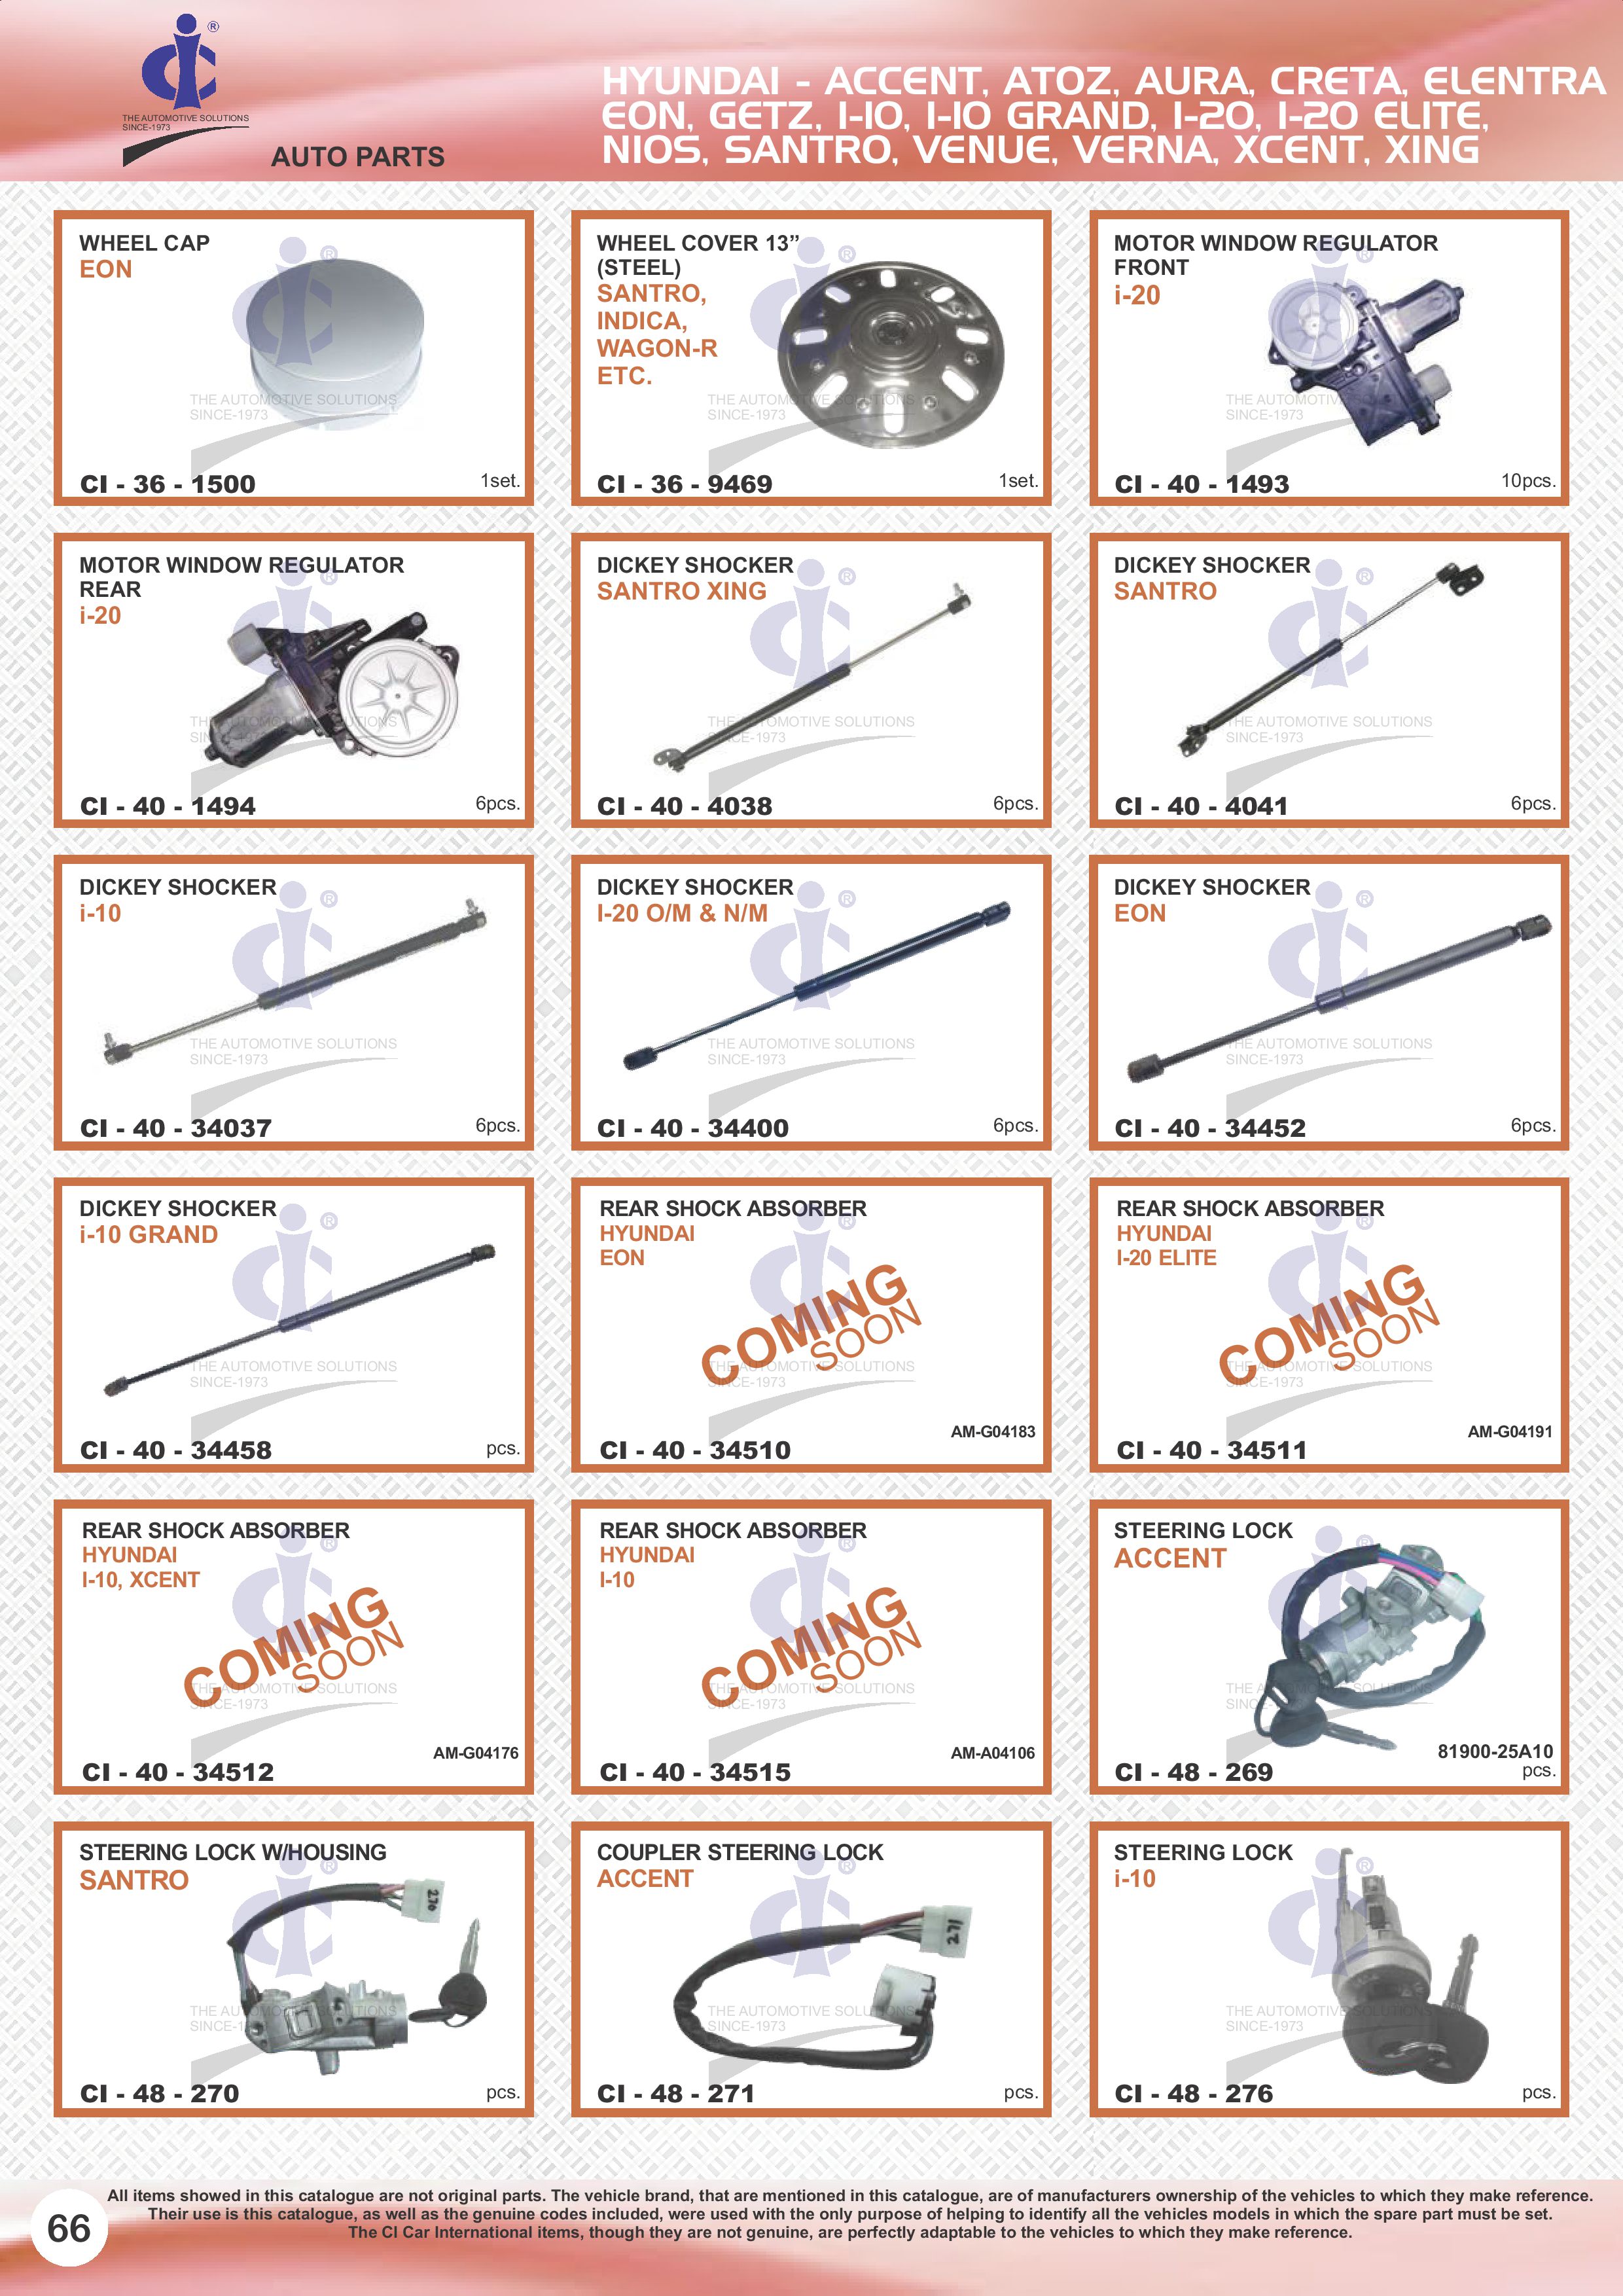 ®
THE AUTOMOTIVE SOLUTIONS
SINCE-1973
AUTO PARTS
HYUNDAI - ACCENT, ATOZ, AURA, CRETA, ELENTRA
EON, GETZ, I-10, I-10 GRAND, I-20, I-20 ELITE,
NIOS, SANTRO, VENUE, VERNA, XCENT, XING
WHEEL CAP
EON
CI - 36 - 1500
1set.
WHEEL COVER 13”
(STEEL)
SANTRO,
INDICA,
WAGON-R
ETC.
CI - 36 - 9469
1set.
MOTOR WINDOW REGULATOR
FRONT
i-20
CI - 40 - 1493
10pcs.
MOTOR WINDOW REGULATOR
REAR
i-20
CI - 40 - 1494
6pcs.
DICKEY SHOCKER
SANTRO XING
CI - 40 - 4038
6pcs.
DICKEY SHOCKER
SANTRO
CI - 40 - 4041
6pcs.
DICKEY SHOCKER
i-10
CI - 40 - 34037
6pcs.
DICKEY SHOCKER
I-20 O/M & N/M
CI - 40 - 34400
6pcs.
DICKEY SHOCKER
EON
CI - 40 - 34452
6pcs.
DICKEY SHOCKER
i-10 GRAND
CI - 40 - 34458
pcs.
REAR SHOCK ABSORBER
HYUNDAI
EON
COMING
SOON
AM-G04183
CI - 40 - 34510
REAR SHOCK ABSORBER
HYUNDAI
I-20 ELITE
COMING
SOON
AM-G04191
CI - 40 - 34511
REAR SHOCK ABSORBER
HYUNDAI
I-10, XCENT
COMING
SOON
AM-G04176
CI - 40 - 34512
REAR SHOCK ABSORBER
HYUNDAI
I-10
COMING
SOON
AM-A04106
CI - 40 - 34515
STEERING LOCK
ACCENT
81900-25A10
CI - 48 - 269
pcs.
STEERING LOCK W/HOUSING
SANTRO
270
CI - 48 - 270
pcs.
COUPLER STEERING LOCK
ACCENT
271
CI - 48 - 271
pcs.
STEERING LOCK
i-10
CI - 48 - 276
pcs.
66
All items showed in this catalogue are not original parts. The vehicle brand, that are mentioned in this catalogue, are of manufacturers ownership of the vehicles to which they make reference.
Their use is this catalogue, as well as the genuine codes included, were used with the only purpose of helping to identify all the vehicles models in which the spare part must be set.
The CI Car International items, though they are not genuine, are perfectly adaptable to the vehicles to which they make reference.